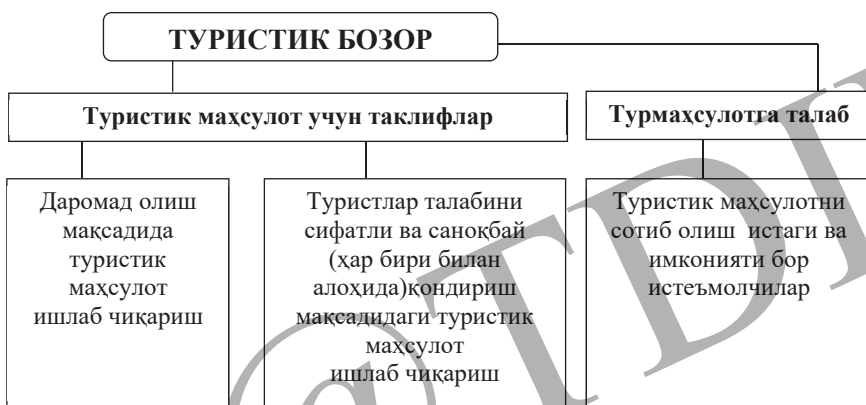 ТУРИСТИК БОЗОР
Туристик маҳсулот учун таклифлар
Турмаҳсулотга талаб
Даромад олиш
мақсадида
туристик
маҳсулот
ишлаб чиқариш
Туристлар талабини
сифатли ва саноқбай
(ҳар бири билан
алоҳида)қондириш
мақсадидаги туристик
маҳсулот
ишлаб чиқариш
Туристик маҳсулотни
сотиб олиш истаги ва
имконияти бор
истеъмолчилар